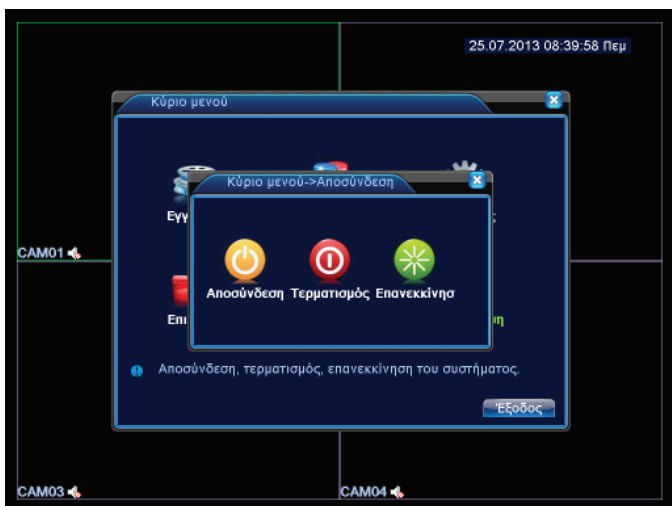 25.07.2013 08:39:58 Πεμ
Κύριο μενού
Κύριο μενού->Αποσύνδεση
CAM01
Αποσύνδεση Τερματισμός Επανεκκίνησ
Αποσύνδεση, τερματισμός, επανεκκίνηση του συστήματος.
Έξοδος
CAM03
CAM04